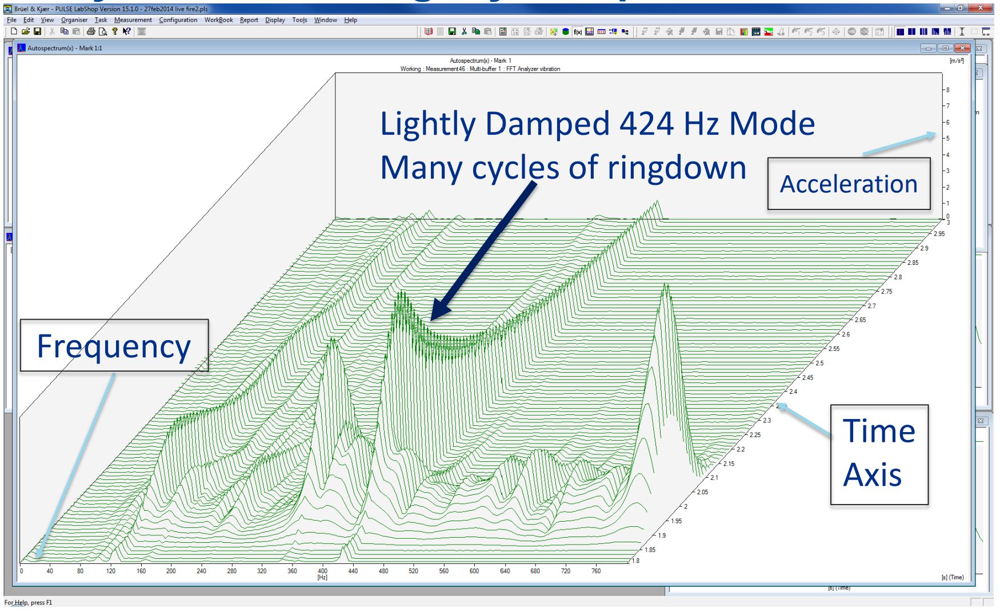 Brüel & Kjær - PULSE LabShop Version 15.1.0 - 27feb2014 live fire2.pls
File Edit View Organiser Task Measurement Configuration WorkBook Report Display Tools Window Help
Autospectrum(x) - Mark 1:1
Autospectrum(x) - Mark 1
Working : Measurement46 : Multi-buffer 1 : FFT Analyzer vibration
[m/s²]
8
7
6
5
4
3
2
1
0
Lightly Damped 424 Hz Mode
Many cycles of ringdown
Acceleration
Frequency
Time
Axis
3
2.95
2.9
2.85
2.8
2.75
2.7
2.65
2.6
2.55
2.5
2.45
2.4
2.3
2.25
2.2
2.15
2.1
2.05
2
1.95
1.9
1.85
1.8
0 40 80 120 160 200 240 280 320 360 400 440 480 520 560 600 640 680 720 760
[Hz]
[s] (Time)
[s] (Time)
For Help, press F1